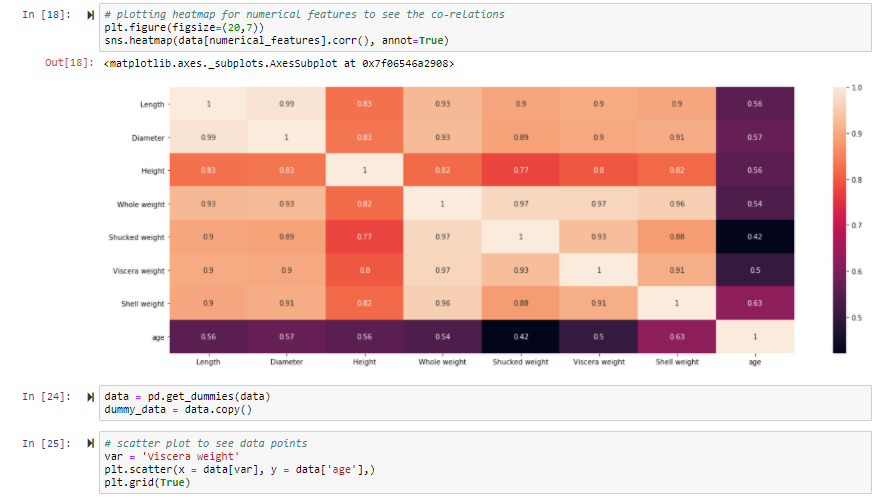 In [18]: # plotting heatmap for numerical features to see the co-relations
plt.figure(figsize=(20,7))
sns.heatmap(data[numerical_features].corr(), annot=True)
Out[18]: <matplotlib.axes._subplots.AxesSubplot at 0x7f06546a2908>
Length 1 0.99 0.83 0.93 0.9 0.9 0.9 0.56
Diameter 0.99 1 0.83 0.93 0.89 0.9 0.91 0.57
Height 0.83 0.83 1 0.82 0.77 0.8 0.82 0.56
Whole weight 0.93 0.93 0.82 1 0.97 0.97 0.96 0.54
Shucked weight 0.9 0.89 0.77 0.97 1 0.93 0.88 0.42
Viscera weight 0.9 0.9 0.8 0.97 0.93 1 0.91 0.5
Shell weight 0.9 0.91 0.82 0.96 0.88 0.91 1 0.63
age 0.56 0.57 0.56 0.54 0.42 0.5 0.63 1
Length Diameter Height Whole weight Shucked weight Viscera weight Shell weight age
1.0
0.9
0.8
0.7
0.6
0.5
In [24]: data = pd.get_dummies(data)
dummy_data = data.copy()
In [25]: # scatter plot to see data points
var = 'Viscera weight'
plt.scatter(x = data[var], y = data['age'],)
plt.grid(True)